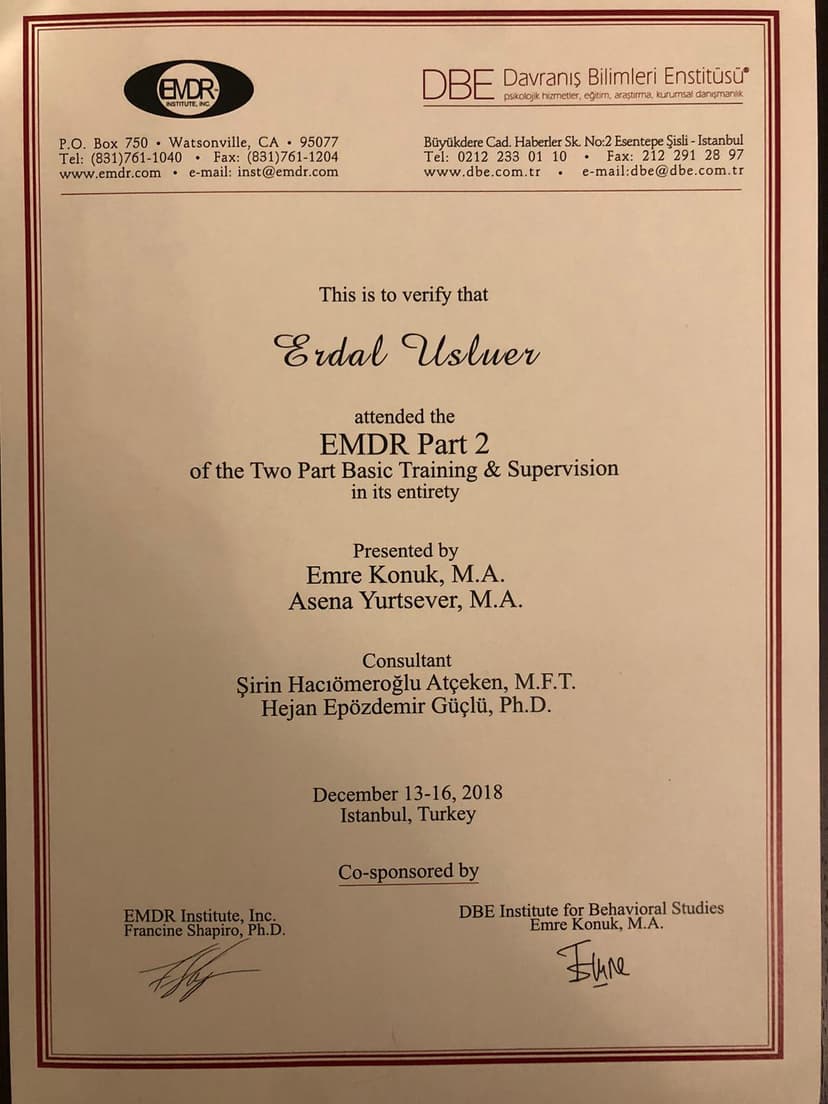 EMDR
INSTITUTE, INC.
P.O. Box 750 • Watsonville, CA • 95077
Tel: (831)761-1040 • Fax: (831)761-1204
www.emdr.com • e-mail: inst@emdr.com
DBE Davranış Bilimleri Enstitüsü®
psikolojik hizmetler, eğitim, araştırma, kurumsal danışmanlık
Büyükdere Cad. Haberler Sk. No:2 Esentepe Şisli - Istanbul
Tel: 0212 233 01 10 • Fax: 212 291 28 97
www.dbe.com.tr • e-mail:dbe@dbe.com.tr
This is to verify that
Erdal Usluer
attended the
EMDR Part 2
of the Two Part Basic Training & Supervision
in its entirety
Presented by
Emre Konuk, M.A.
Asena Yurtsever, M.A.
Consultant
Şirin Hacıömeroğlu Atçeken, M.F.T.
Hejan Epözdemir Güçlü, Ph.D.
December 13-16, 2018
Istanbul, Turkey
Co-sponsored by
EMDR Institute, Inc.
Francine Shapiro, Ph.D.
DBE Institute for Behavioral Studies
Emre Konuk, M.A.
Emre